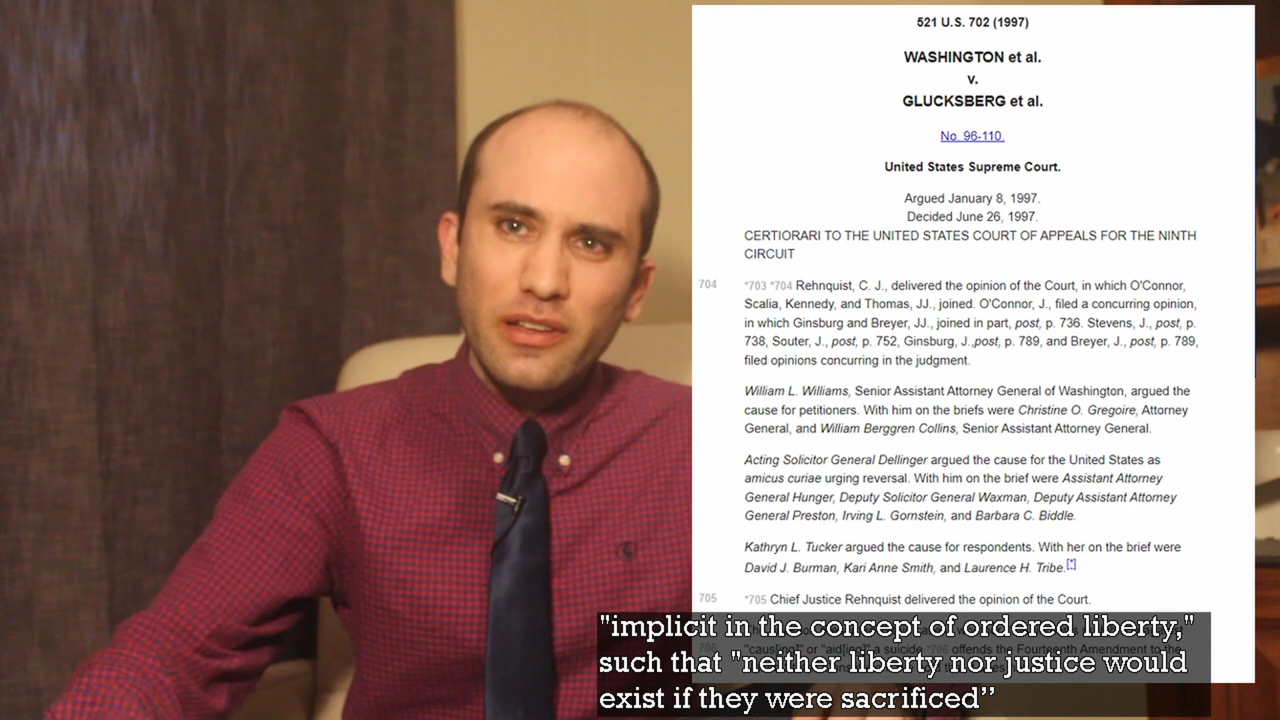 521 U.S. 702 (1997)
WASHINGTON et al.
v.
GLUCKSBERG et al.
No. 96-110.
United States Supreme Court.
Argued January 8, 1997.
Decided June 26, 1997.
CERTIORARI TO THE UNITED STATES COURT OF APPEALS FOR THE NINTH
CIRCUIT
704 *703 *704 Rehnquist, C. J., delivered the opinion of the Court, in which O'Connor,
Scalia, Kennedy, and Thomas, JJ., joined. O'Connor, J., filed a concurring opinion,
in which Ginsburg and Breyer, JJ., joined in part, post, p. 736. Stevens, J., post, p.
738, Souter, J., post, p. 752, Ginsburg, J.,post, p. 789, and Breyer, J., post, p. 789,
filed opinions concurring in the judgment.
William L. Williams, Senior Assistant Attorney General of Washington, argued the
cause for petitioners. With him on the briefs were Christine O. Gregoire, Attorney
General, and William Berggren Collins, Senior Assistant Attorney General.
Acting Solicitor General Dellinger argued the cause for the United States as
amicus curiae urging reversal. With him on the brief were Assistant Attorney
General Hunger, Deputy Solicitor General Waxman, Deputy Assistant Attorney
General Preston, Irving L. Gornstein, and Barbara C. Biddle.
Kathryn L. Tucker argued the cause for respondents. With her on the brief were
David J. Burman, Kari Anne Smith, and Laurence H. Tribe.[*]
705 *705 Chief Justice Rehnquist delivered the opinion of the Court.
706 a suicide *706 offends the Fourteenth Amendment to the
"implicit in the concept of ordered liberty,"
such that "neither liberty nor justice would
exist if they were sacrificed”